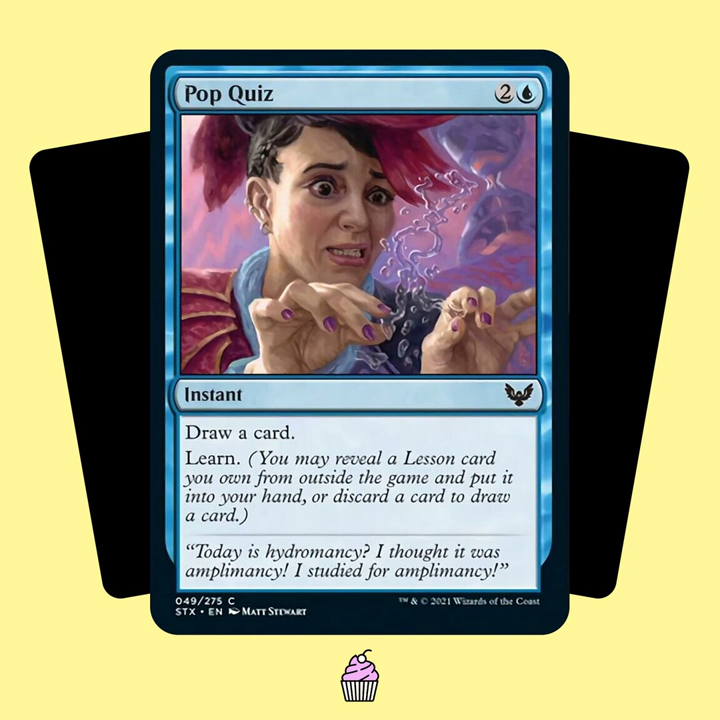 Pop Quiz 2
Instant
Draw a card.
Learn. (You may reveal a Lesson card
you own from outside the game and put it
into your hand, or discard a card to draw
a card.)
“Today is hydromancy? I thought it was
amplimancy! I studied for amplimancy!”
049/275 C
STX • EN Matt Stewart
™ & © 2021 Wizards of the Coast